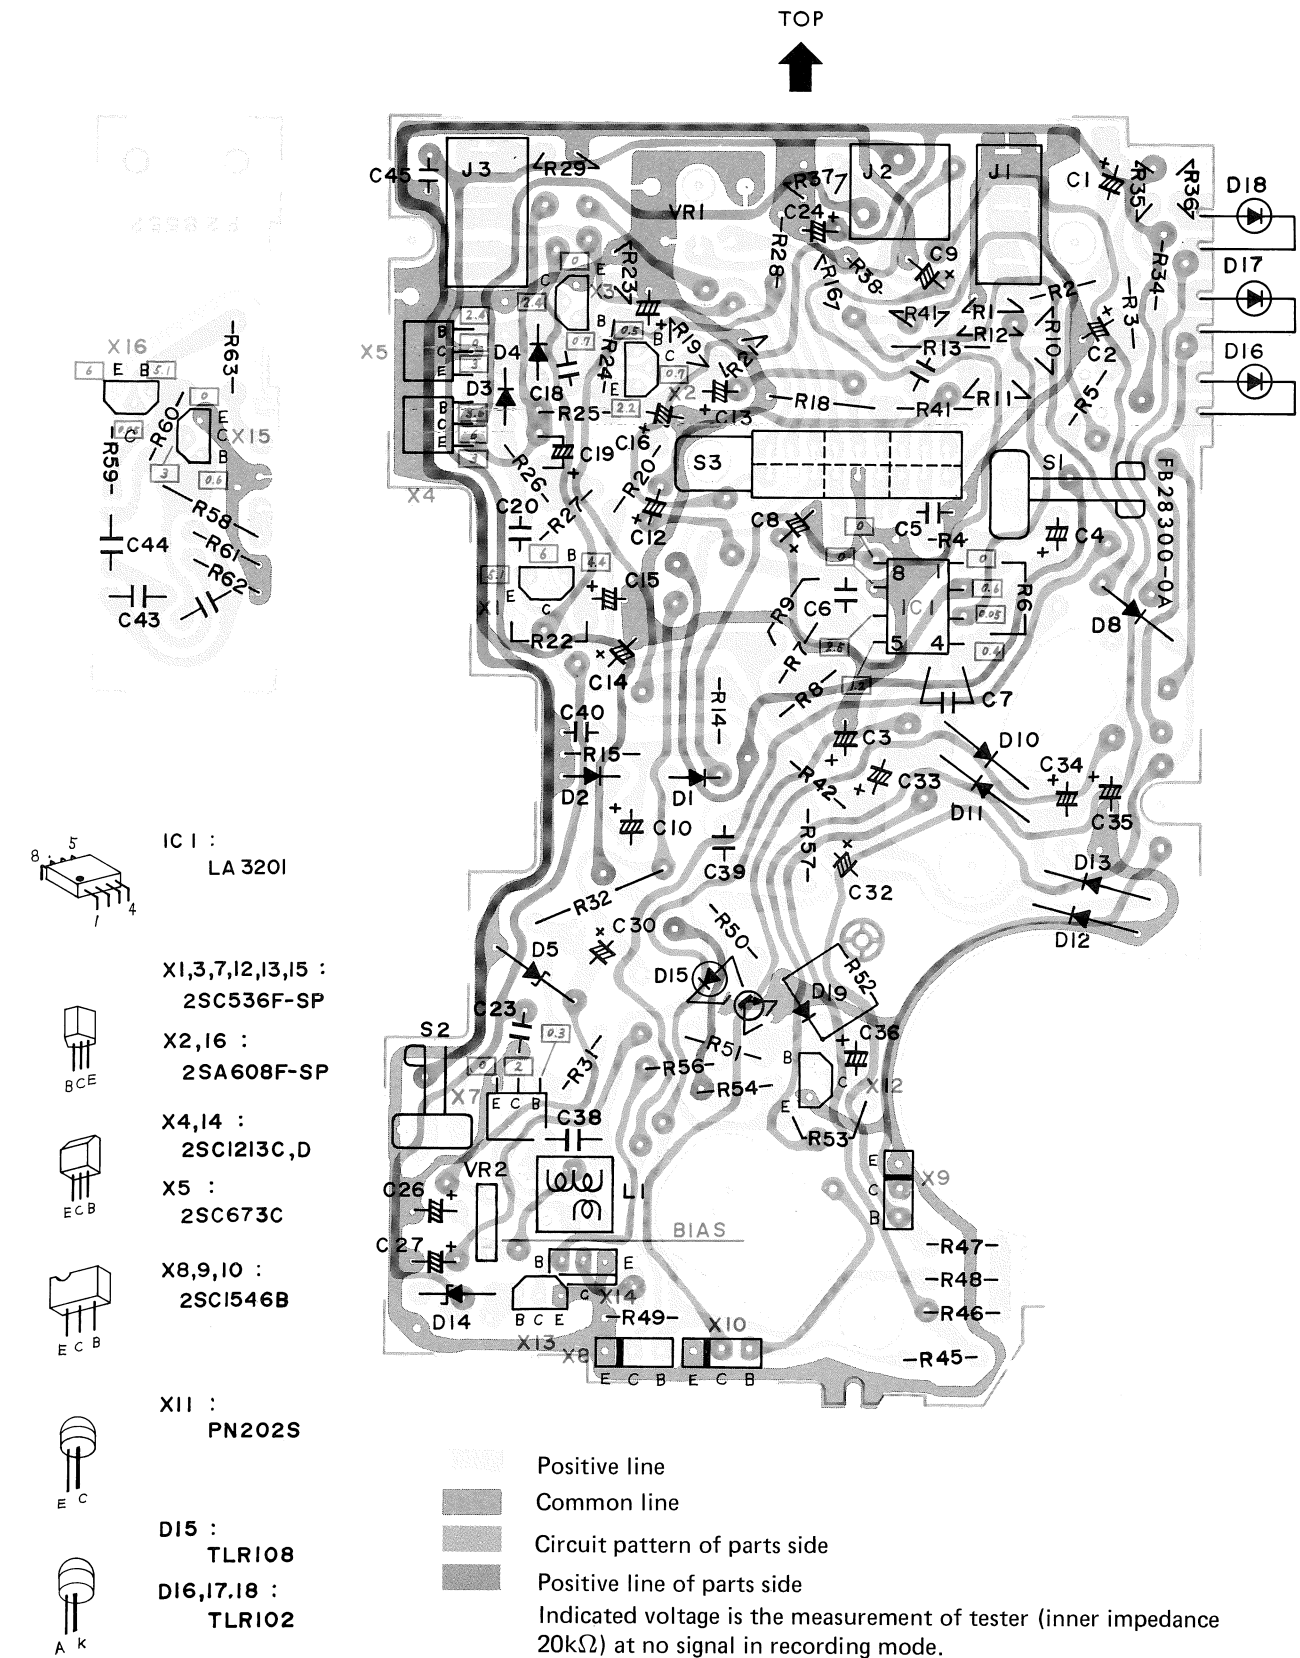 TOP
C45
J3
R29
VR1
R37
C24
J2
J1
C1
R35
R36
D18
R28
R38
R16
C9
R34
D17
R23
X3
R2
R3
R41
R1
R12
R10
C2
D16
X5
B
C
E
D4
D3
C18
R24
R19
R21
X2
R13
R11
R5
R18
R41
R25
C13
C16
X4
B
C
E
R26
C19
R20
S3
S1
R27
C20
C12
C8
C5
R4
C4
FB28300-0A
X1
C15
R9
C6
8
1
IC1
5
4
R6
D8
R22
R7
C14
R8
C7
R14
C40
R15
C3
D10
D2
D1
R42
C33
C34
D11
C35
C10
C39
R57
C32
D13
D12
R32
C30
R50
D5
D15
R52
D19
C23
C36
S2
R31
R51
R56
R54
X12
X7
E C B
C38
R53
VR2
L1
X9
E
C
B
C26
C27
BIAS
R47
R48
R46
D14
X14
R49
X13
B C E
X8
X10
R45
E C B
E C B
X16
E B
C
R63
R60
X15
E
C
B
R59
R58
C44
R61
R62
C43
8
5
1
4
IC1 :
LA3201
X1,3,7,12,13,15 :
2SC536F-SP
X2,16 :
2SA608F-SP
BCE
X4,14 :
2SC1213C,D
X5 :
2SC673C
ECB
X8,9,10 :
2SC1546B
E C B
X11 :
PN202S
E C
D15 :
TLR108
D16,17.18 :
TLR102
A K
Positive line
Common line
Circuit pattern of parts side
Positive line of parts side
Indicated voltage is the measurement of tester (inner impedance
20kΩ) at no signal in recording mode.